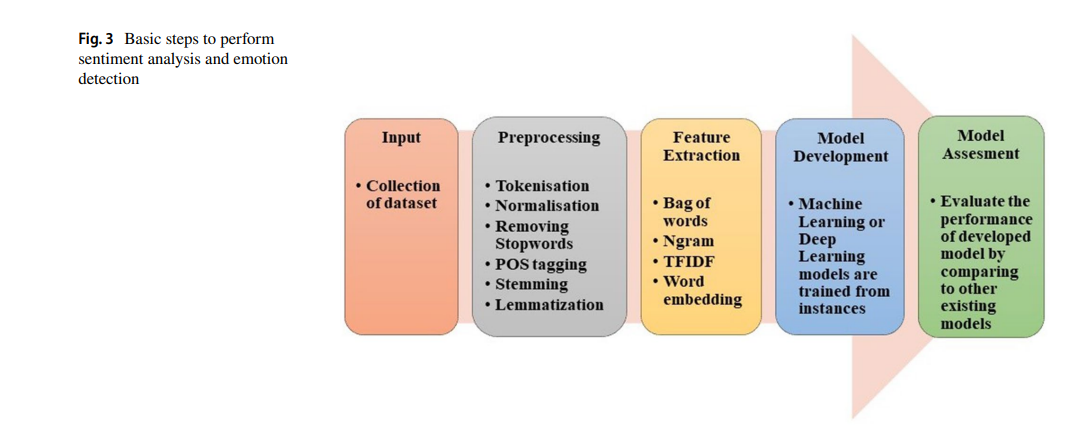 Fig. 3 Basic steps to perform
sentiment analysis and emotion
detection
Input
• Collection
of dataset
Preprocessing
• Tokenisation
• Normalisation
• Removing
Stopwords
• POS tagging
• Stemming
• Lemmatization
Feature
Extraction
• Bag of
words
• Ngram
• TFIDF
• Word
embedding
Model
Development
• Machine
Learning or
Deep
Learning
models are
trained from
instances
Model
Assesment
• Evaluate the
performance
of developed
model by
comparing
to other
existing
models